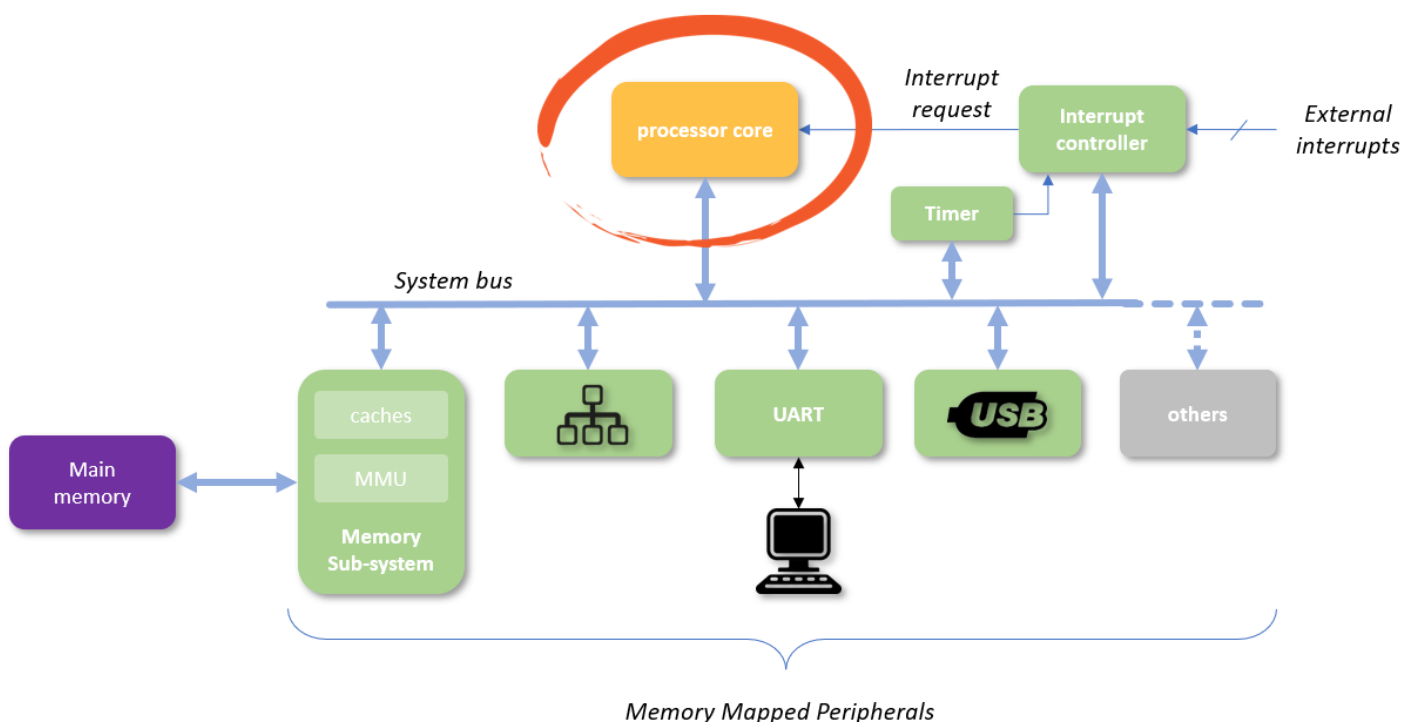 Interrupt
request
processor core
Interrupt
controller
External
interrupts
Timer
System bus
caches
MMU
Memory
Sub-system
UART
USB
others
Main
memory
Memory Mapped Peripherals